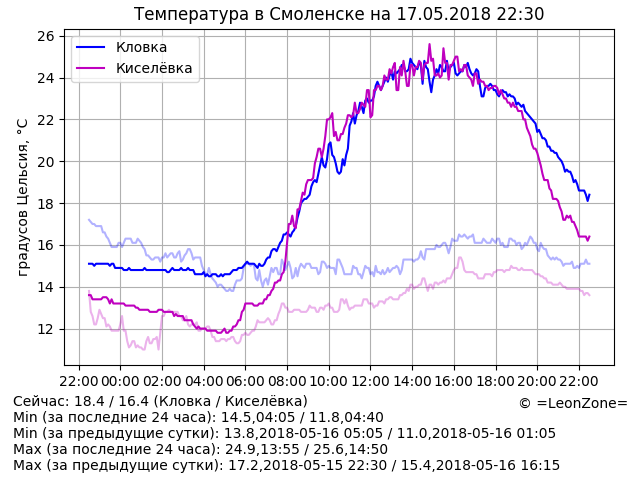 Температура в Смоленске на 17.05.2018 22:30
26
24
22
20
18
16
14
12
градусов Цельсия, °C
Кловка
Киселёвка
22:00 00:00 02:00 04:00 06:00 08:00 10:00 12:00 14:00 16:00 18:00 20:00 22:00
Сейчас: 18.4 / 16.4 (Кловка / Киселёвка)
© =LeonZone=
Min (за последние 24 часа): 14.5,04:05 / 11.8,04:40
Min (за предыдущие сутки): 13.8,2018-05-16 05:05 / 11.0,2018-05-16 01:05
Max (за последние 24 часа): 24.9,13:55 / 25.6,14:50
Max (за предыдущие сутки): 17.2,2018-05-15 22:30 / 15.4,2018-05-16 16:15